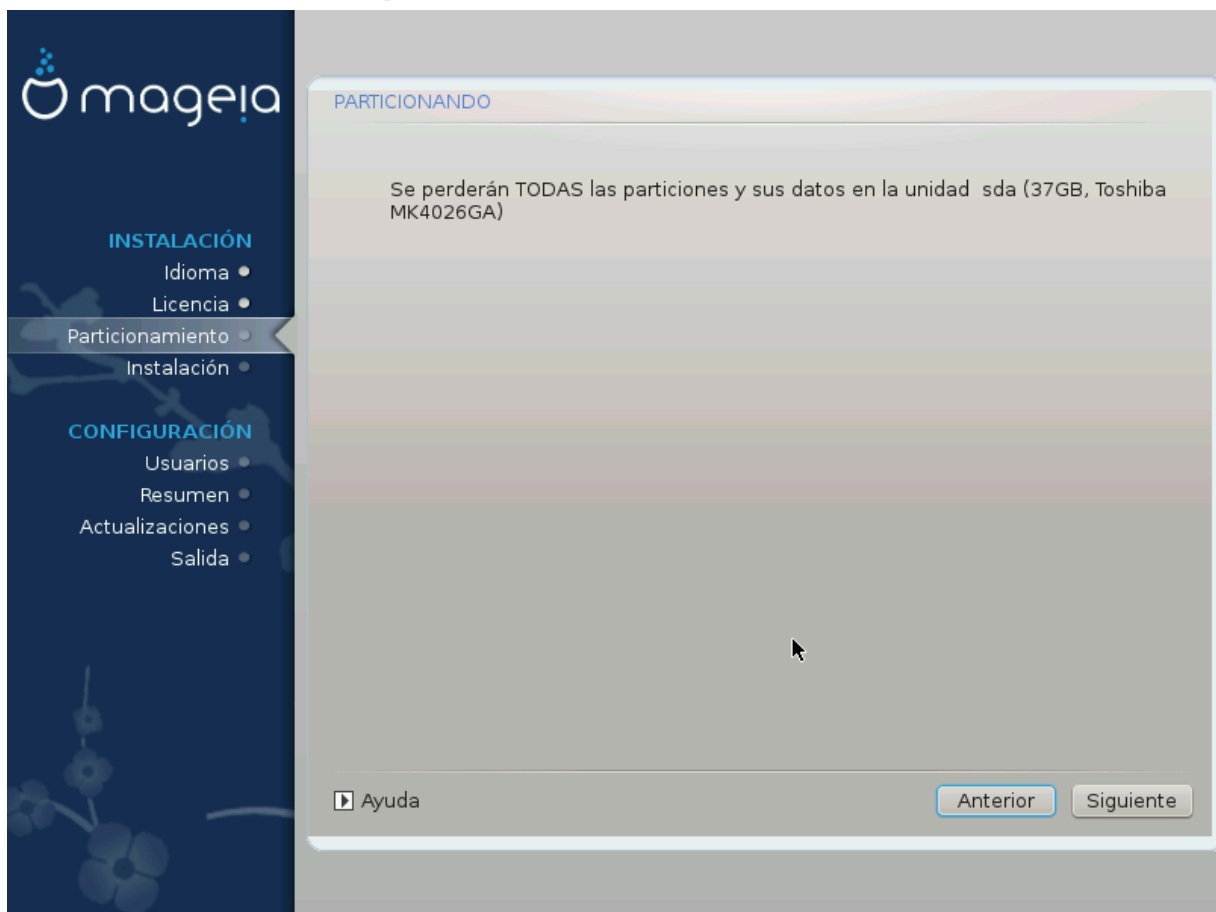 mageia
INSTALACIÓN
Idioma
Licencia
Particionamiento
Instalación
CONFIGURACIÓN
Usuarios
Resumen
Actualizaciones
Salida
PARTICIONANDO
Se perderán TODAS las particiones y sus datos en la unidad  sda (37GB, Toshiba
MK4026GA)
Ayuda
Anterior
Siguiente